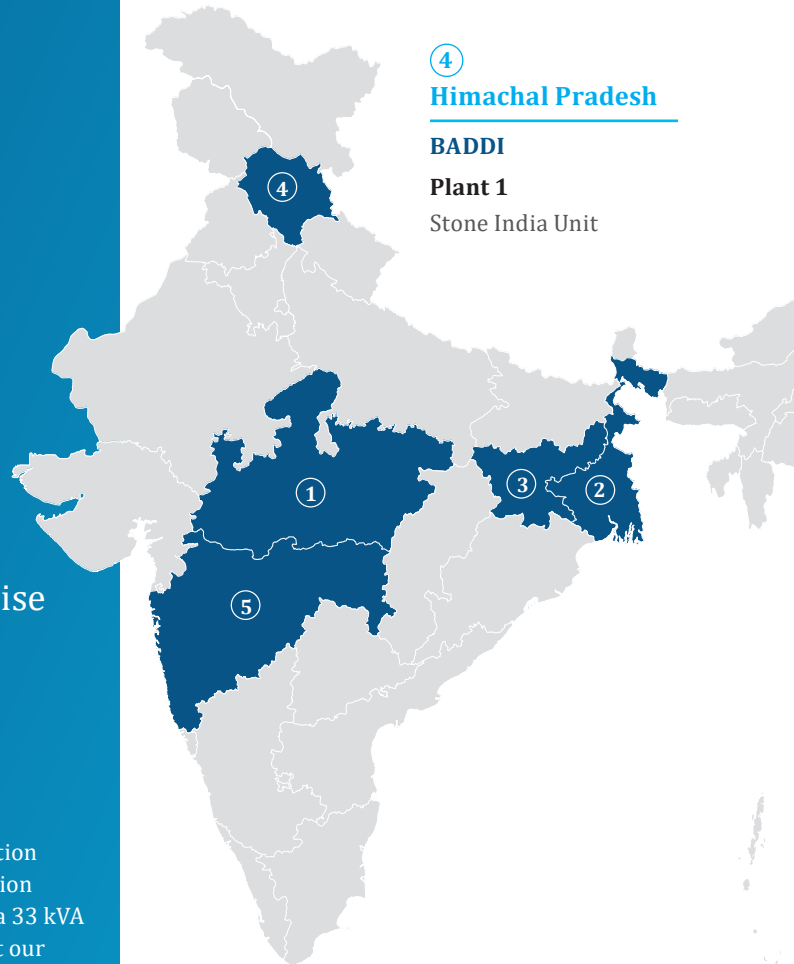 4
Himachal Pradesh
BADDI
Plant 1
Stone India Unit
4
1
3
2
5
ise
tion
ion
a 33 kVA
t our